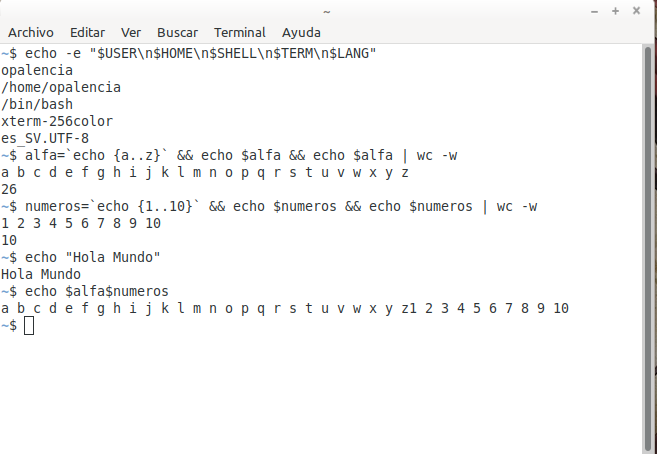 ~
Archivo Editar Ver Buscar Terminal Ayuda
~$ echo -e "$USER\n$HOME\n$SHELL\n$TERM\n$LANG"
opalencia
/home/opalencia
/bin/bash
xterm-256color
es_SV.UTF-8
~$ alfa=`echo {a..z}` && echo $alfa && echo $alfa | wc -w
a b c d e f g h i j k l m n o p q r s t u v w x y z
26
~$ numeros=`echo {1..10}` && echo $numeros && echo $numeros | wc -w
1 2 3 4 5 6 7 8 9 10
10
~$ echo "Hola Mundo"
Hola Mundo
~$ echo $alfa$numeros
a b c d e f g h i j k l m n o p q r s t u v w x y z1 2 3 4 5 6 7 8 9 10
~$